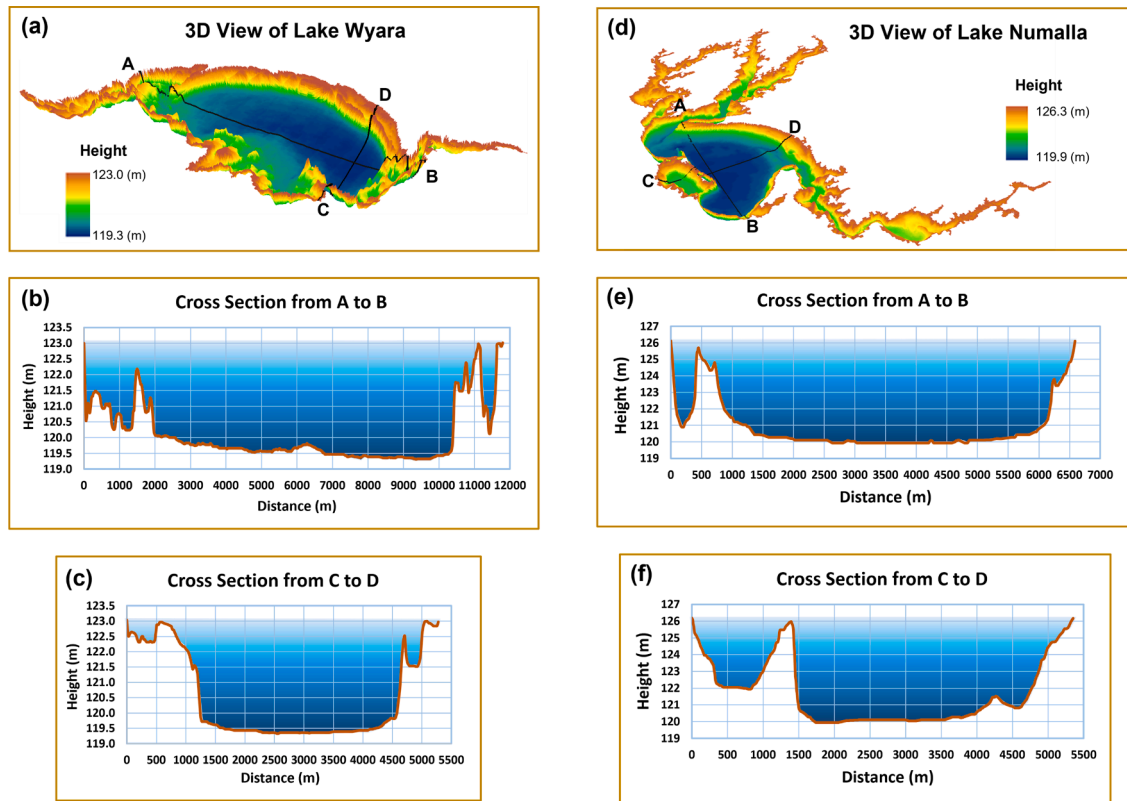 (a)
3D View of Lake Wyara
A
D
B
C
Height
123.0 (m)
119.3 (m)
(d)
3D View of Lake Numalla
Height
126.3 (m)
119.9 (m)
A
D
C
B
(b)
Cross Section from A to B
Height (m)
123.5
123.0
122.5
122.0
121.5
121.0
120.5
120.0
119.5
119.0
0 1000 2000 3000 4000 5000 6000 7000 8000 9000 10000 11000 12000
Distance (m)
(e)
Cross Section from A to B
Height (m)
127
126
125
124
123
122
121
120
119
0 500 1000 1500 2000 2500 3000 3500 4000 4500 5000 5500 6000 6500 7000
Distance (m)
(c)
Cross Section from C to D
Height (m)
123.5
123.0
122.5
122.0
121.5
121.0
120.5
120.0
119.5
119.0
0 500 1000 1500 2000 2500 3000 3500 4000 4500 5000 5500
Distance (m)
(f)
Cross Section from C to D
Height (m)
127
126
125
124
123
122
121
120
119
0 500 1000 1500 2000 2500 3000 3500 4000 4500 5000 5500
Distance (m)